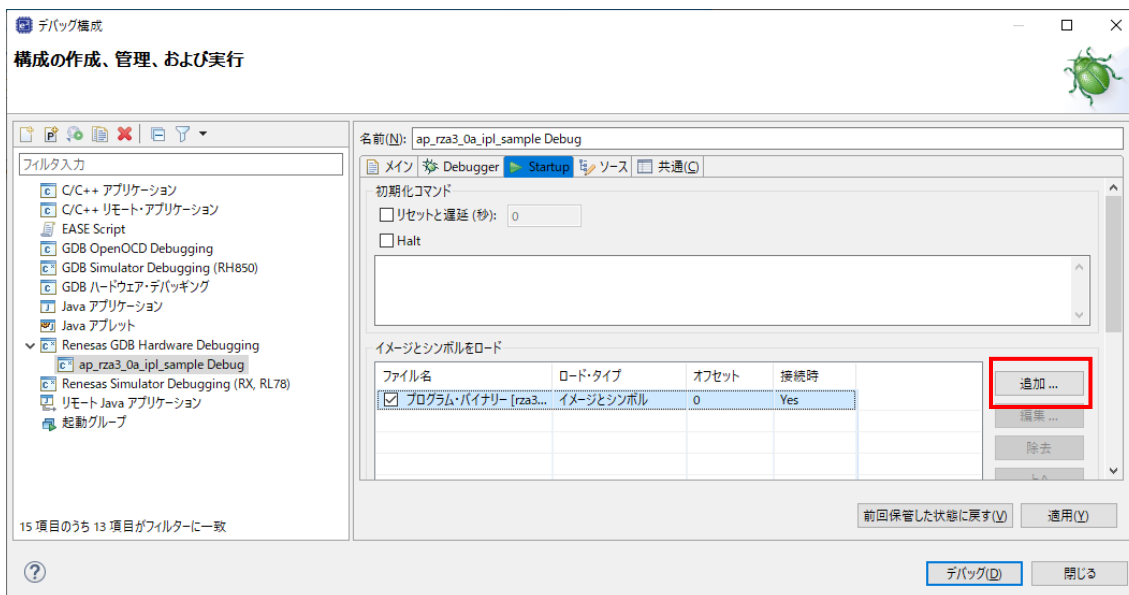 デバッグ構成
構成の作成、管理、および実行
フィルタ入力
C/C++ アプリケーション
C/C++ リモート・アプリケーション
EASE Script
GDB OpenOCD Debugging
GDB Simulator Debugging (RH850)
GDB ハードウェア・デバッギング
Java アプリケーション
Java アプレット
Renesas GDB Hardware Debugging
ap_rza3_0a_ipl_sample Debug
Renesas Simulator Debugging (RX, RL78)
リモート Java アプリケーション
起動グループ
15 項目のうち 13 項目がフィルターに一致
名前(N): ap_rza3_0a_ipl_sample Debug
メイン Debugger Startup ソース 共通(C)
初期化コマンド
リセットと遅延 (秒): 0
Halt
イメージとシンボルをロード
ファイル名 ロード・タイプ オフセット 接続時
プログラム・バイナリー [rza3... イメージとシンボル 0 Yes
追加 ...
編集 ...
除去
前回保管した状態に戻す(V) 適用(Y)
デバッグ(D) 閉じる